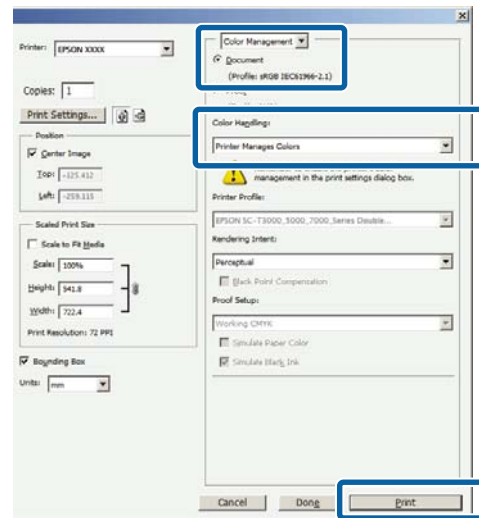 Printer: EPSON XXXX
Copies: 1
Print Settings...
Position
Center Image
Top: -125.412
Left: -259.115
Scaled Print Size
Scale to Fit Media
Scale: 100%
Height: 541.8
Width: 722.4
Print Resolution: 72 PPI
Bounding Box
Units: mm
Color Management
Document
(Profile: sRGB IEC61966-2.1)
Color Handling:
Printer Manages Colors
management in the print settings dialog box.
Printer Profile:
EPSON SC-T3000_5000_7000_Series Double...
Rendering Intent:
Perceptual
Black Point Compensation
Proof Setup:
Working CMYK
Simulate Paper Color
Simulate Black Ink
Cancel Done Print